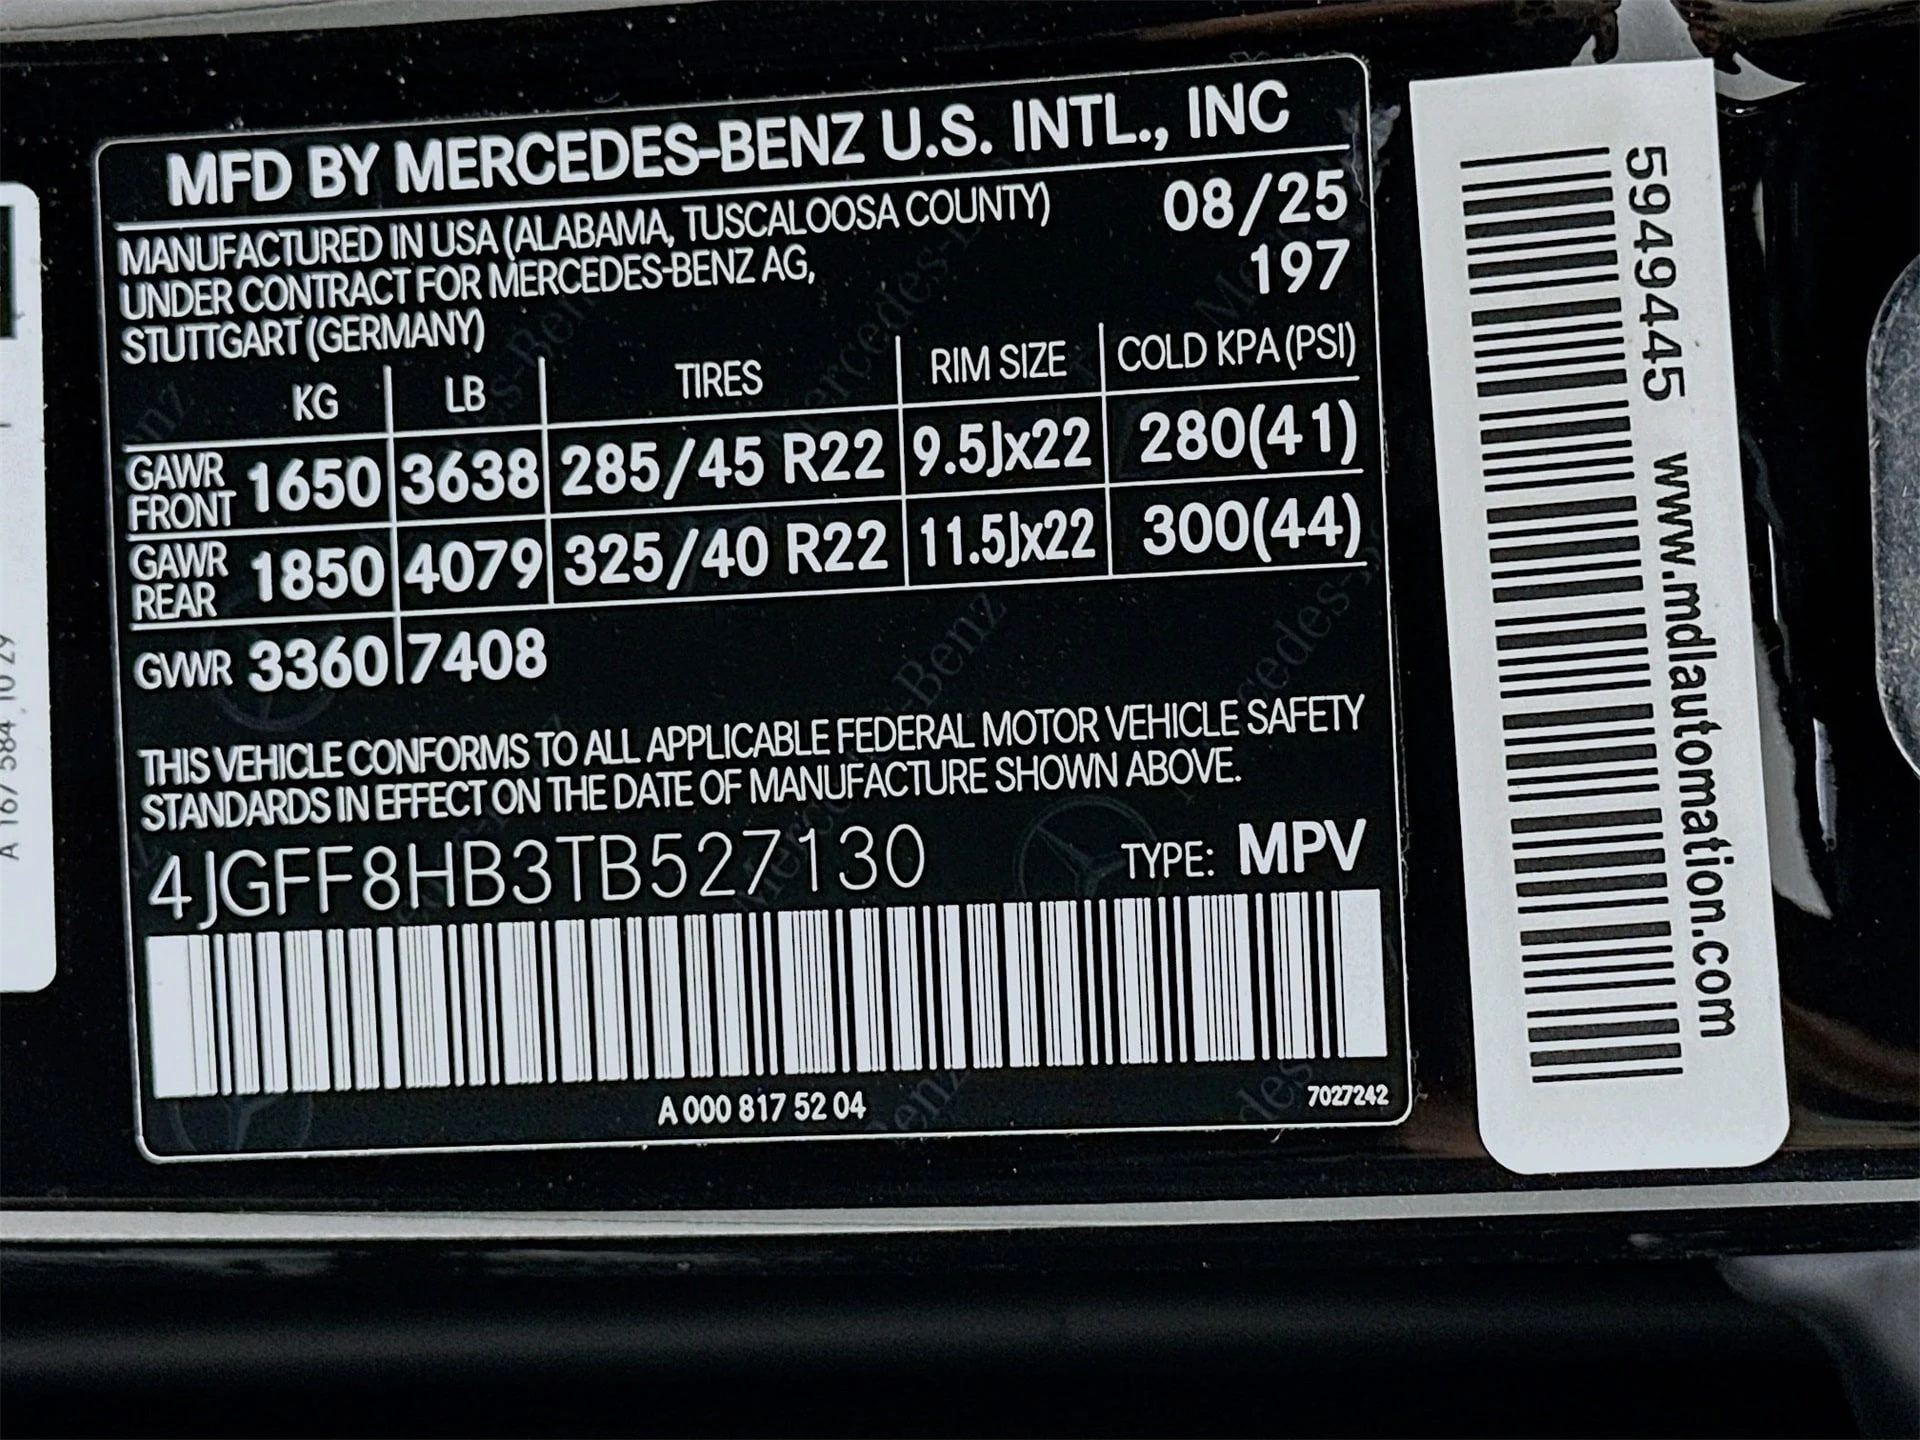 MFD BY MERCEDES-BENZ U.S. INTL., INC
MANUFACTURED IN USA (ALABAMA, TUSCALOOSA COUNTY) 08/25
UNDER CONTRACT FOR MERCEDES-BENZ AG, 197
STUTTGART (GERMANY)
KG LB TIRES RIM SIZE COLD KPA (PSI)
GAWR FRONT 1650 3638 285/45 R22 9.5Jx22 280(41)
GAWR REAR 1850 4079 325/40 R22 11.5Jx22 300(44)
GVWR 3360 7408
THIS VEHICLE CONFORMS TO ALL APPLICABLE FEDERAL MOTOR VEHICLE SAFETY
STANDARDS IN EFFECT ON THE DATE OF MANUFACTURE SHOWN ABOVE.
4JGFF8HB3TB527130 TYPE: MPV
A 000 817 52 04 7027242
5949445 www.mdlautomation.com
A 167 584 10 29